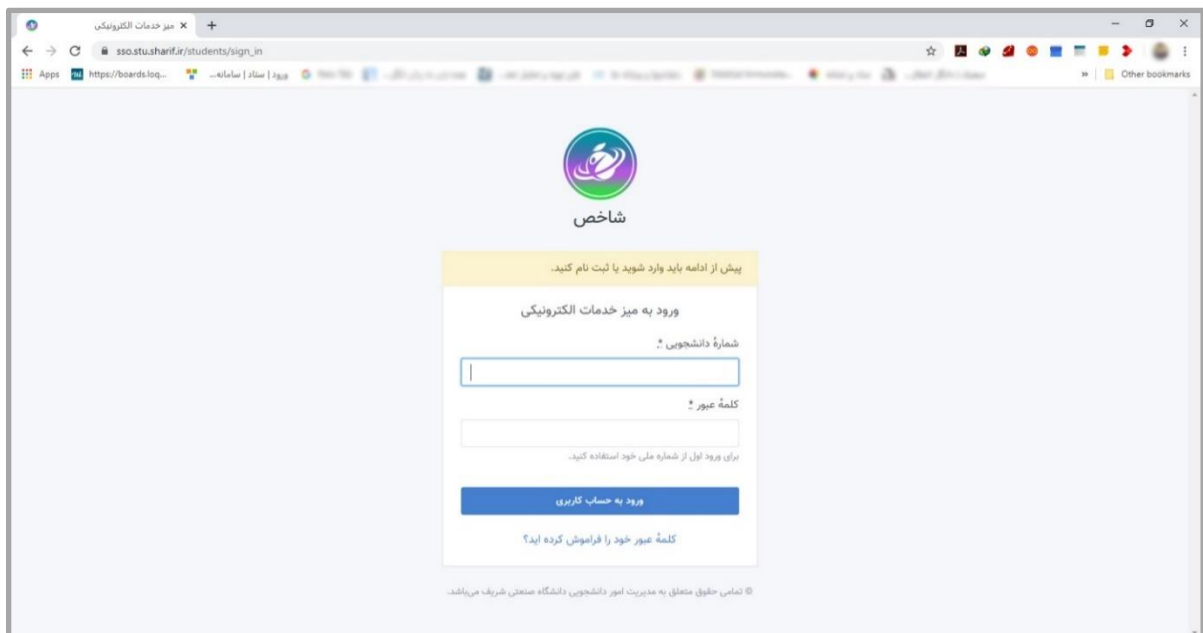 میز خدمات الکترونیکی
sso.stu.sharif.ir/students/sign_in
Apps
https://boards.loq...
ورود | ستاد | سامانه...
Other bookmarks
شاخص
پیش از ادامه باید وارد شوید یا ثبت نام کنید.
ورود به میز خدمات الکترونیکی
شمارهٔ دانشجویی *
کلمهٔ عبور *
برای ورود اول از شماره ملی خود استفاده کنید.
ورود به حساب کاربری
کلمهٔ عبور خود را فراموش کرده اید؟
© تمامی حقوق متعلق به مدیریت امور دانشجویی دانشگاه صنعتی شریف می‌باشد.